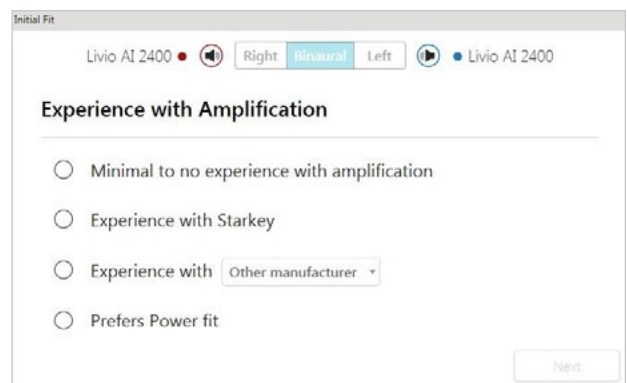 Initial Fit
Livio AI 2400 Right Binaural Left Livio AI 2400
Experience with Amplification
Minimal to no experience with amplification
Experience with Starkey
Experience with Other manufacturer
Prefers Power fit
Next